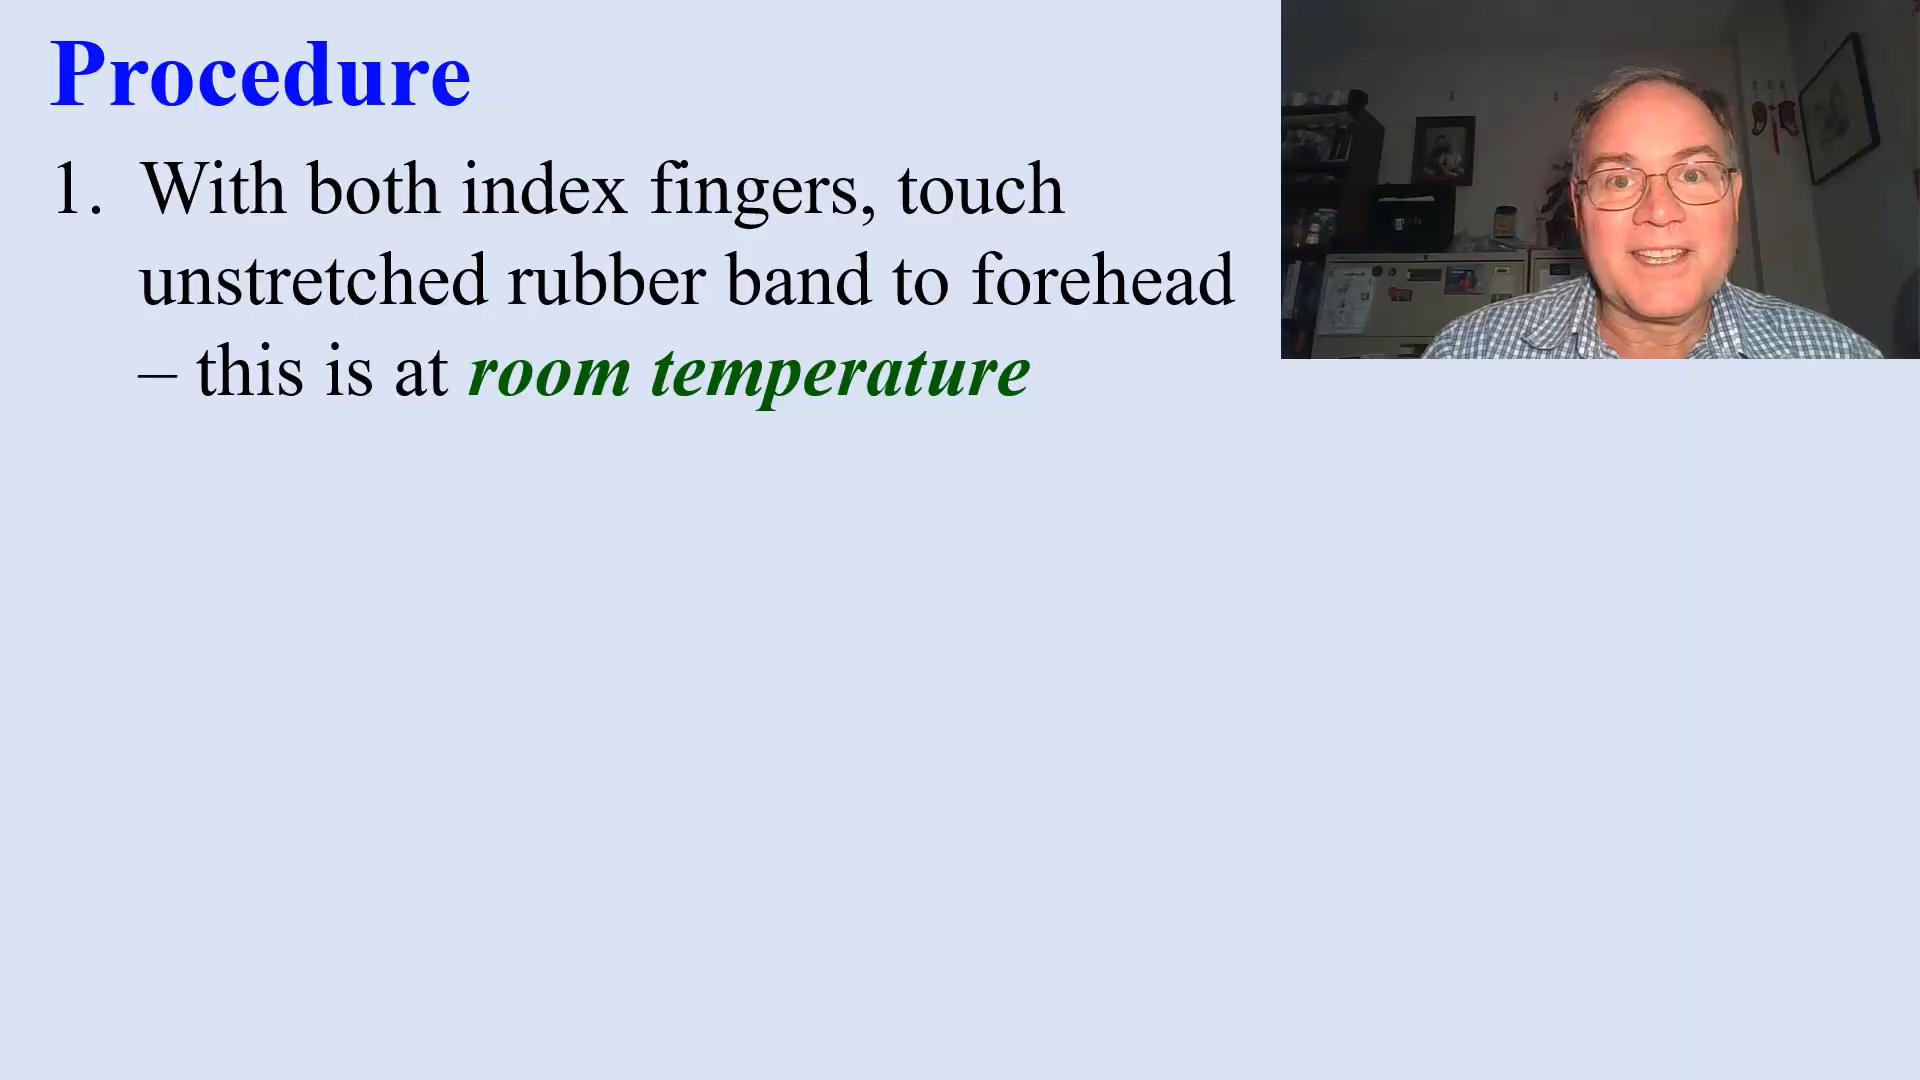 Procedure
1. With both index fingers, touch
unstretched rubber band to forehead
– this is at room temperature